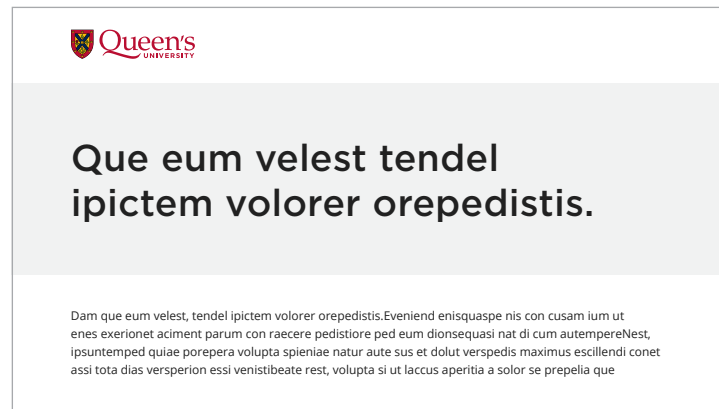 Queen's
UNIVERSITY
Que eum velest tendel
ipictem volorer orepedistis.
Dam que eum velest, tendel ipictem volorer orepedistis.Eveniend enisquaspe nis con cusam ium ut
enes exerionet aciment parum con raecere pedistiore ped eum dionsequasi nat di cum autempereNest,
ipsuntemped quiae porepera volupta spieniae natur aute sus et dolut verspedis maximus escillendi conet
assi tota dias versperion essi venistibeate rest, volupta si ut laccus aperitia a solor se prepelia que